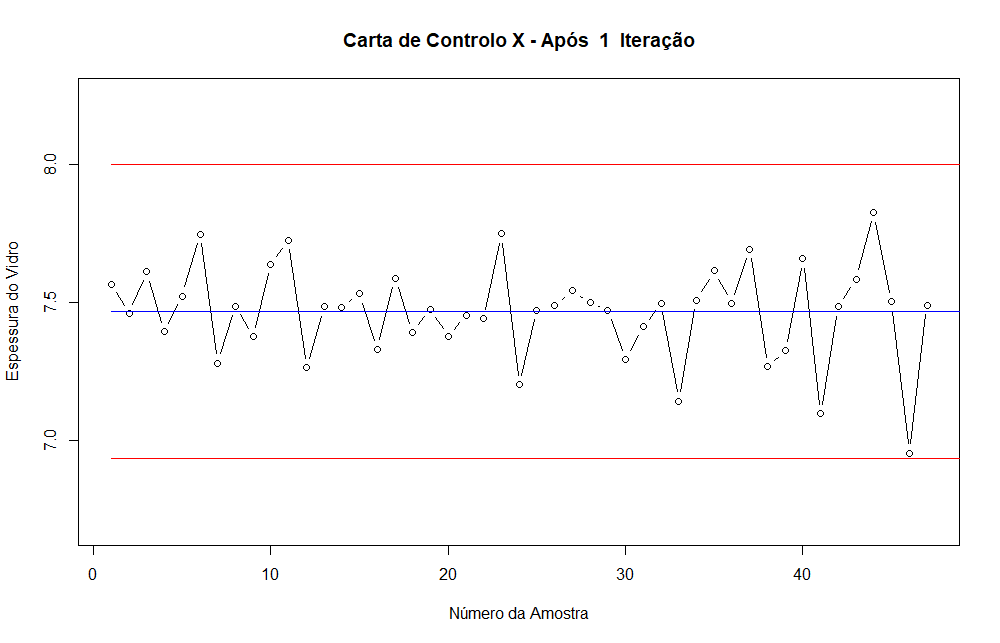 Carta de Controlo X - Após 1 Iteração
Espessura do Vidro
8.0
7.5
7.0
0 10 20 30 40
Número da Amostra